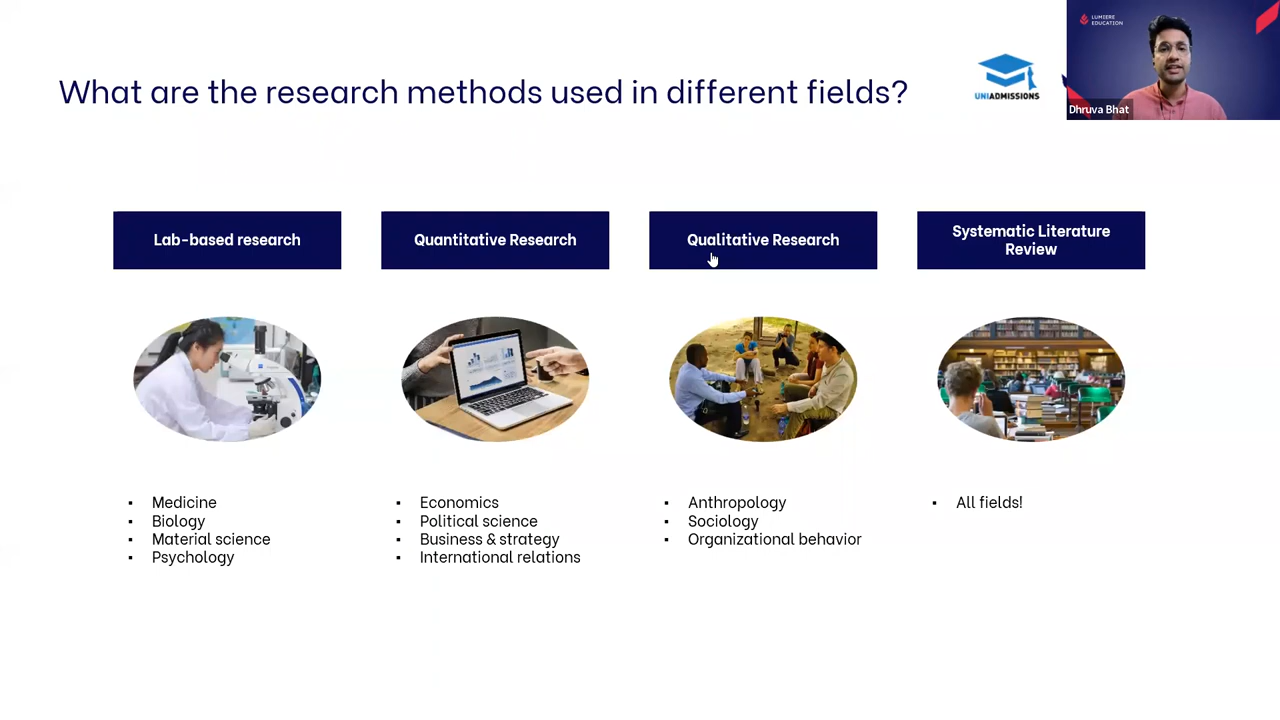 LUMIERE
EDUCATION
What are the research methods used in different fields?
UNIADMISSIONS
Dhruva Bhat
Lab-based research
Quantitative Research
Qualitative Research
Systematic Literature
Review
▪ Medicine
▪ Biology
▪ Material science
▪ Psychology
▪ Economics
▪ Political science
▪ Business & strategy
▪ International relations
▪ Anthropology
▪ Sociology
▪ Organizational behavior
▪ All fields!